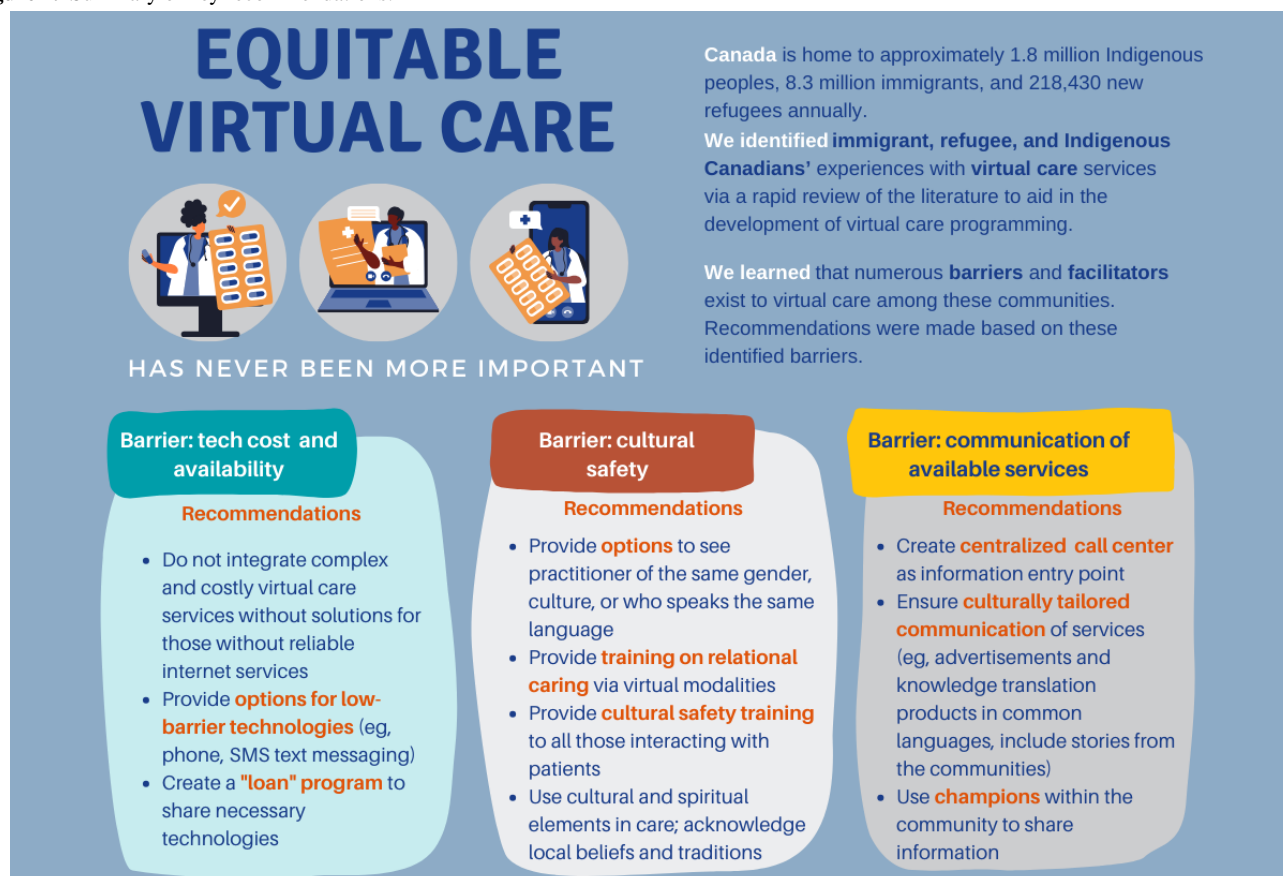 EQUITABLE
VIRTUAL CARE
HAS NEVER BEEN MORE IMPORTANT
Canada is home to approximately 1.8 million Indigenous
peoples, 8.3 million immigrants, and 218,430 new
refugees annually.
We identified immigrant, refugee, and Indigenous
Canadians’ experiences with virtual care services
via a rapid review of the literature to aid in the
development of virtual care programming.
We learned that numerous barriers and facilitators
exist to virtual care among these communities.
Recommendations were made based on these
identified barriers.
Barrier: tech cost and
availability
Recommendations
• Do not integrate complex
and costly virtual care
services without solutions for
those without reliable
internet services
• Provide options for low-
barrier technologies (eg,
phone, SMS text messaging)
• Create a "loan" program to
share necessary
technologies
Barrier: cultural
safety
Recommendations
• Provide options to see
practitioner of the same gender,
culture, or who speaks the same
language
• Provide training on relational
caring via virtual modalities
• Provide cultural safety training
to all those interacting with
patients
• Use cultural and spiritual
elements in care; acknowledge
local beliefs and traditions
Barrier: communication of
available services
Recommendations
• Create centralized call center
as information entry point
• Ensure culturally tailored
communication of services
(eg, advertisements and
knowledge translation
products in common
languages, include stories from
the communities)
• Use champions within the
community to share
information